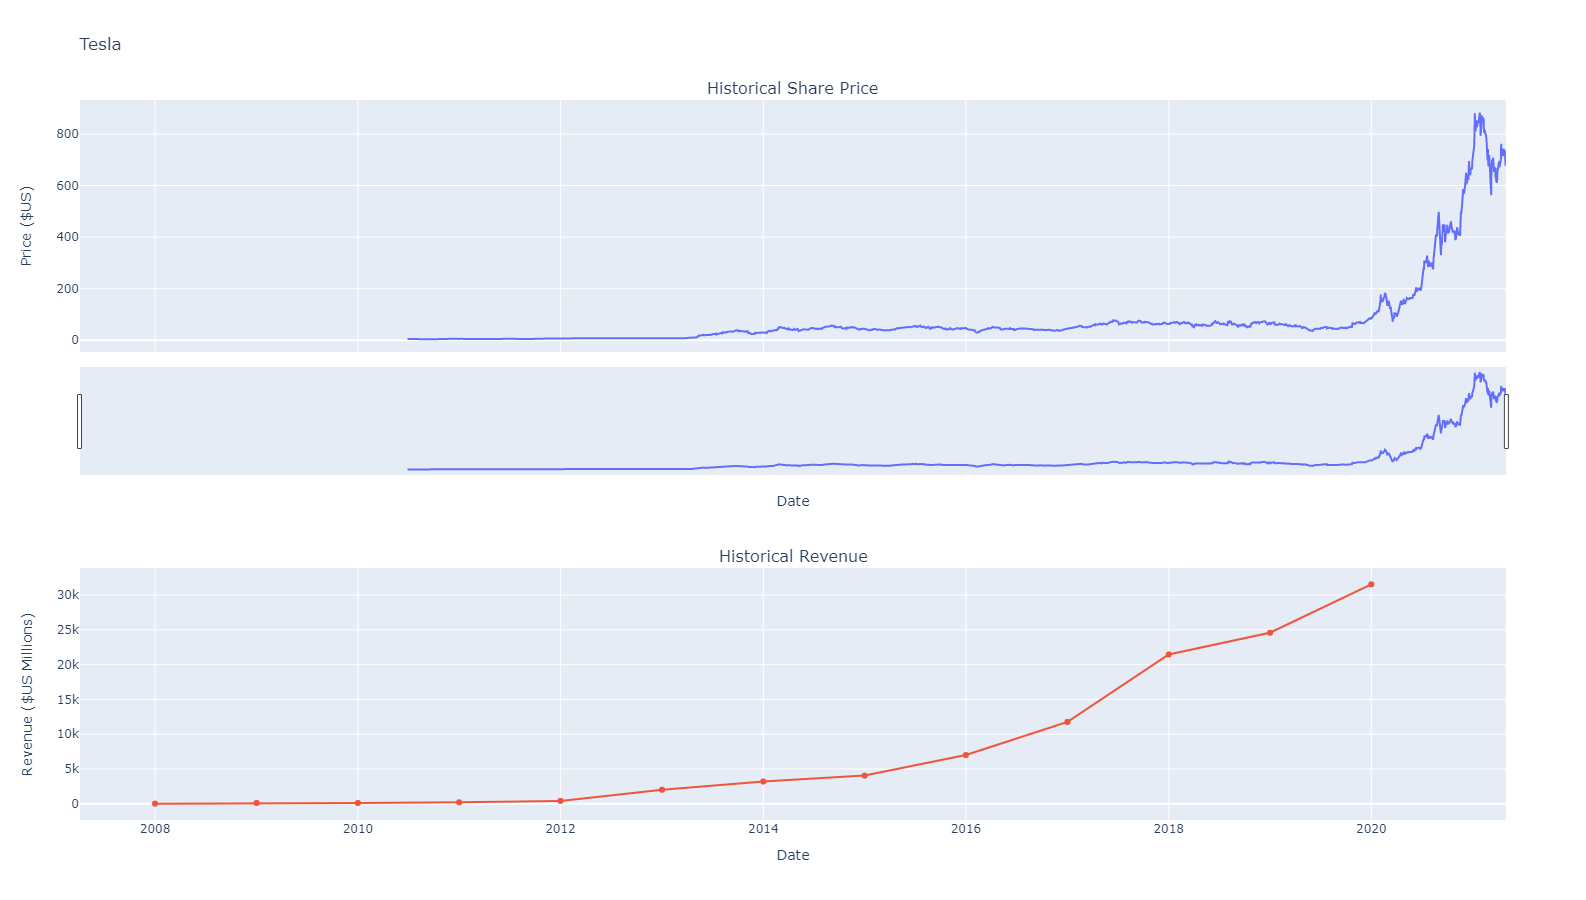 Tesla
Historical Share Price
800
600
400
200
0
Price ($US)
Date
Historical Revenue
30k
25k
20k
15k
10k
5k
0
Revenue ($US Millions)
2008 2010 2012 2014 2016 2018 2020
Date